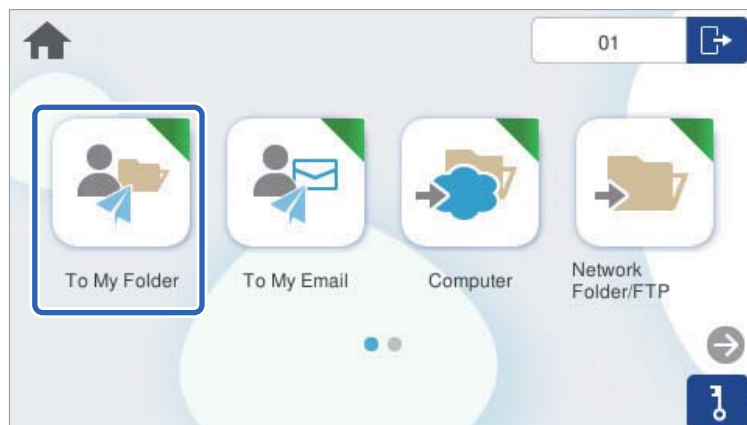 01
To My Folder
To My Email
Computer
Network
Folder/FTP